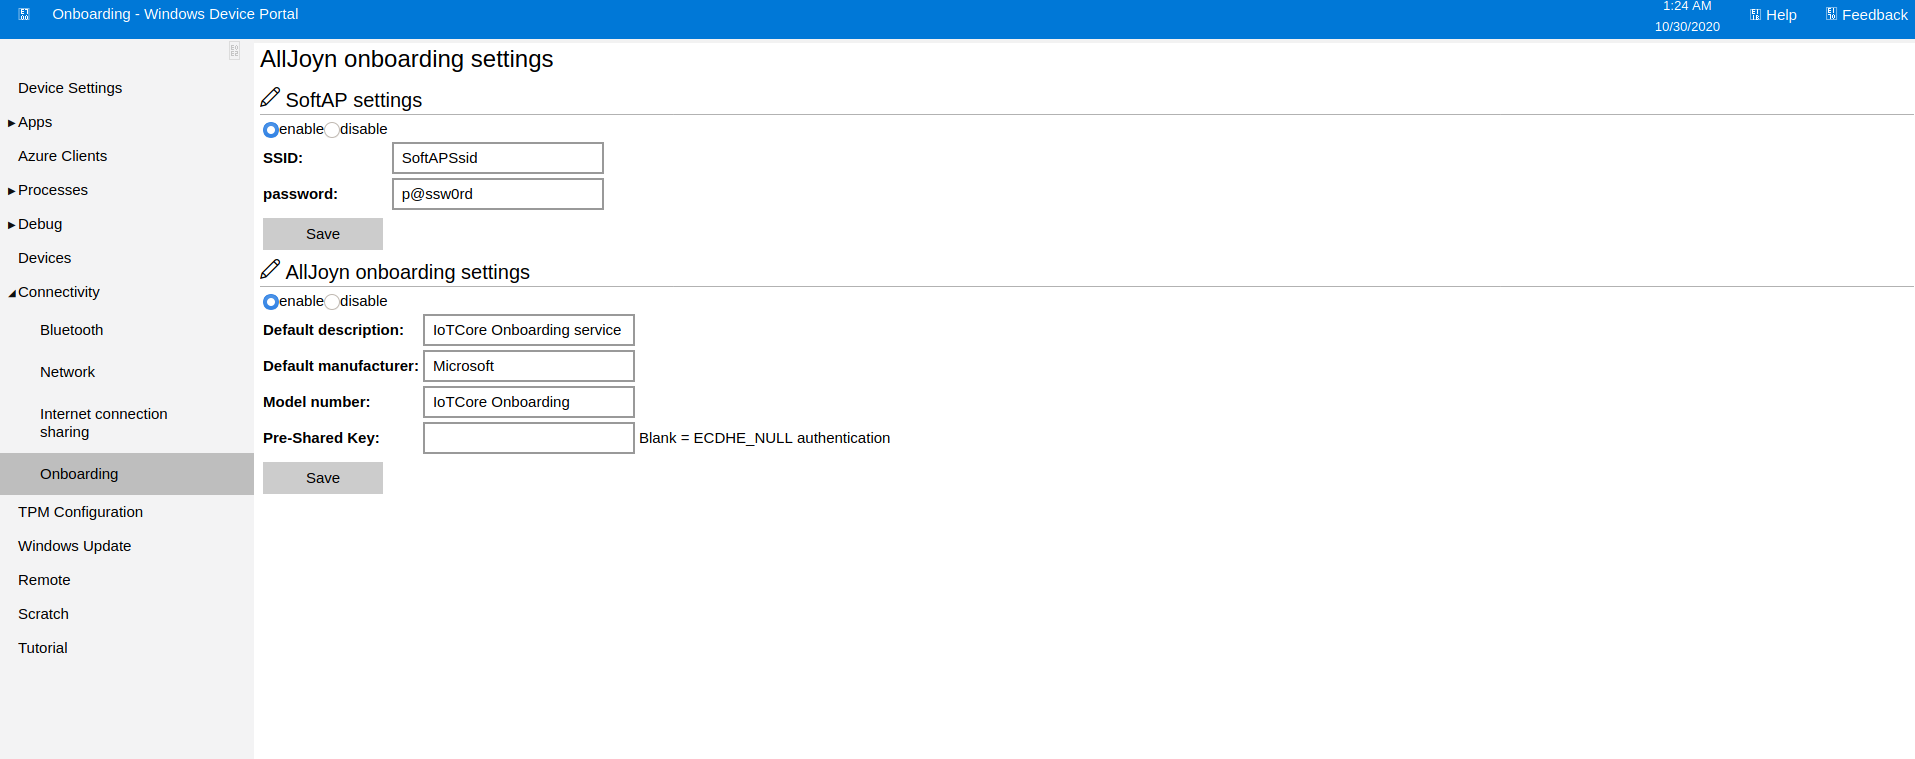 Onboarding - Windows Device Portal
1:24 AM
10/30/2020
Help
Feedback
Device Settings
Apps
Azure Clients
Processes
Debug
Devices
Connectivity
Bluetooth
Network
Internet connection
sharing
Onboarding
TPM Configuration
Windows Update
Remote
Scratch
Tutorial
AllJoyn onboarding settings
SoftAP settings
enable disable
SSID: SoftAPSsid
password: p@ssw0rd
Save
AllJoyn onboarding settings
enable disable
Default description: IoTCore Onboarding service
Default manufacturer: Microsoft
Model number: IoTCore Onboarding
Pre-Shared Key: Blank = ECDHE_NULL authentication
Save